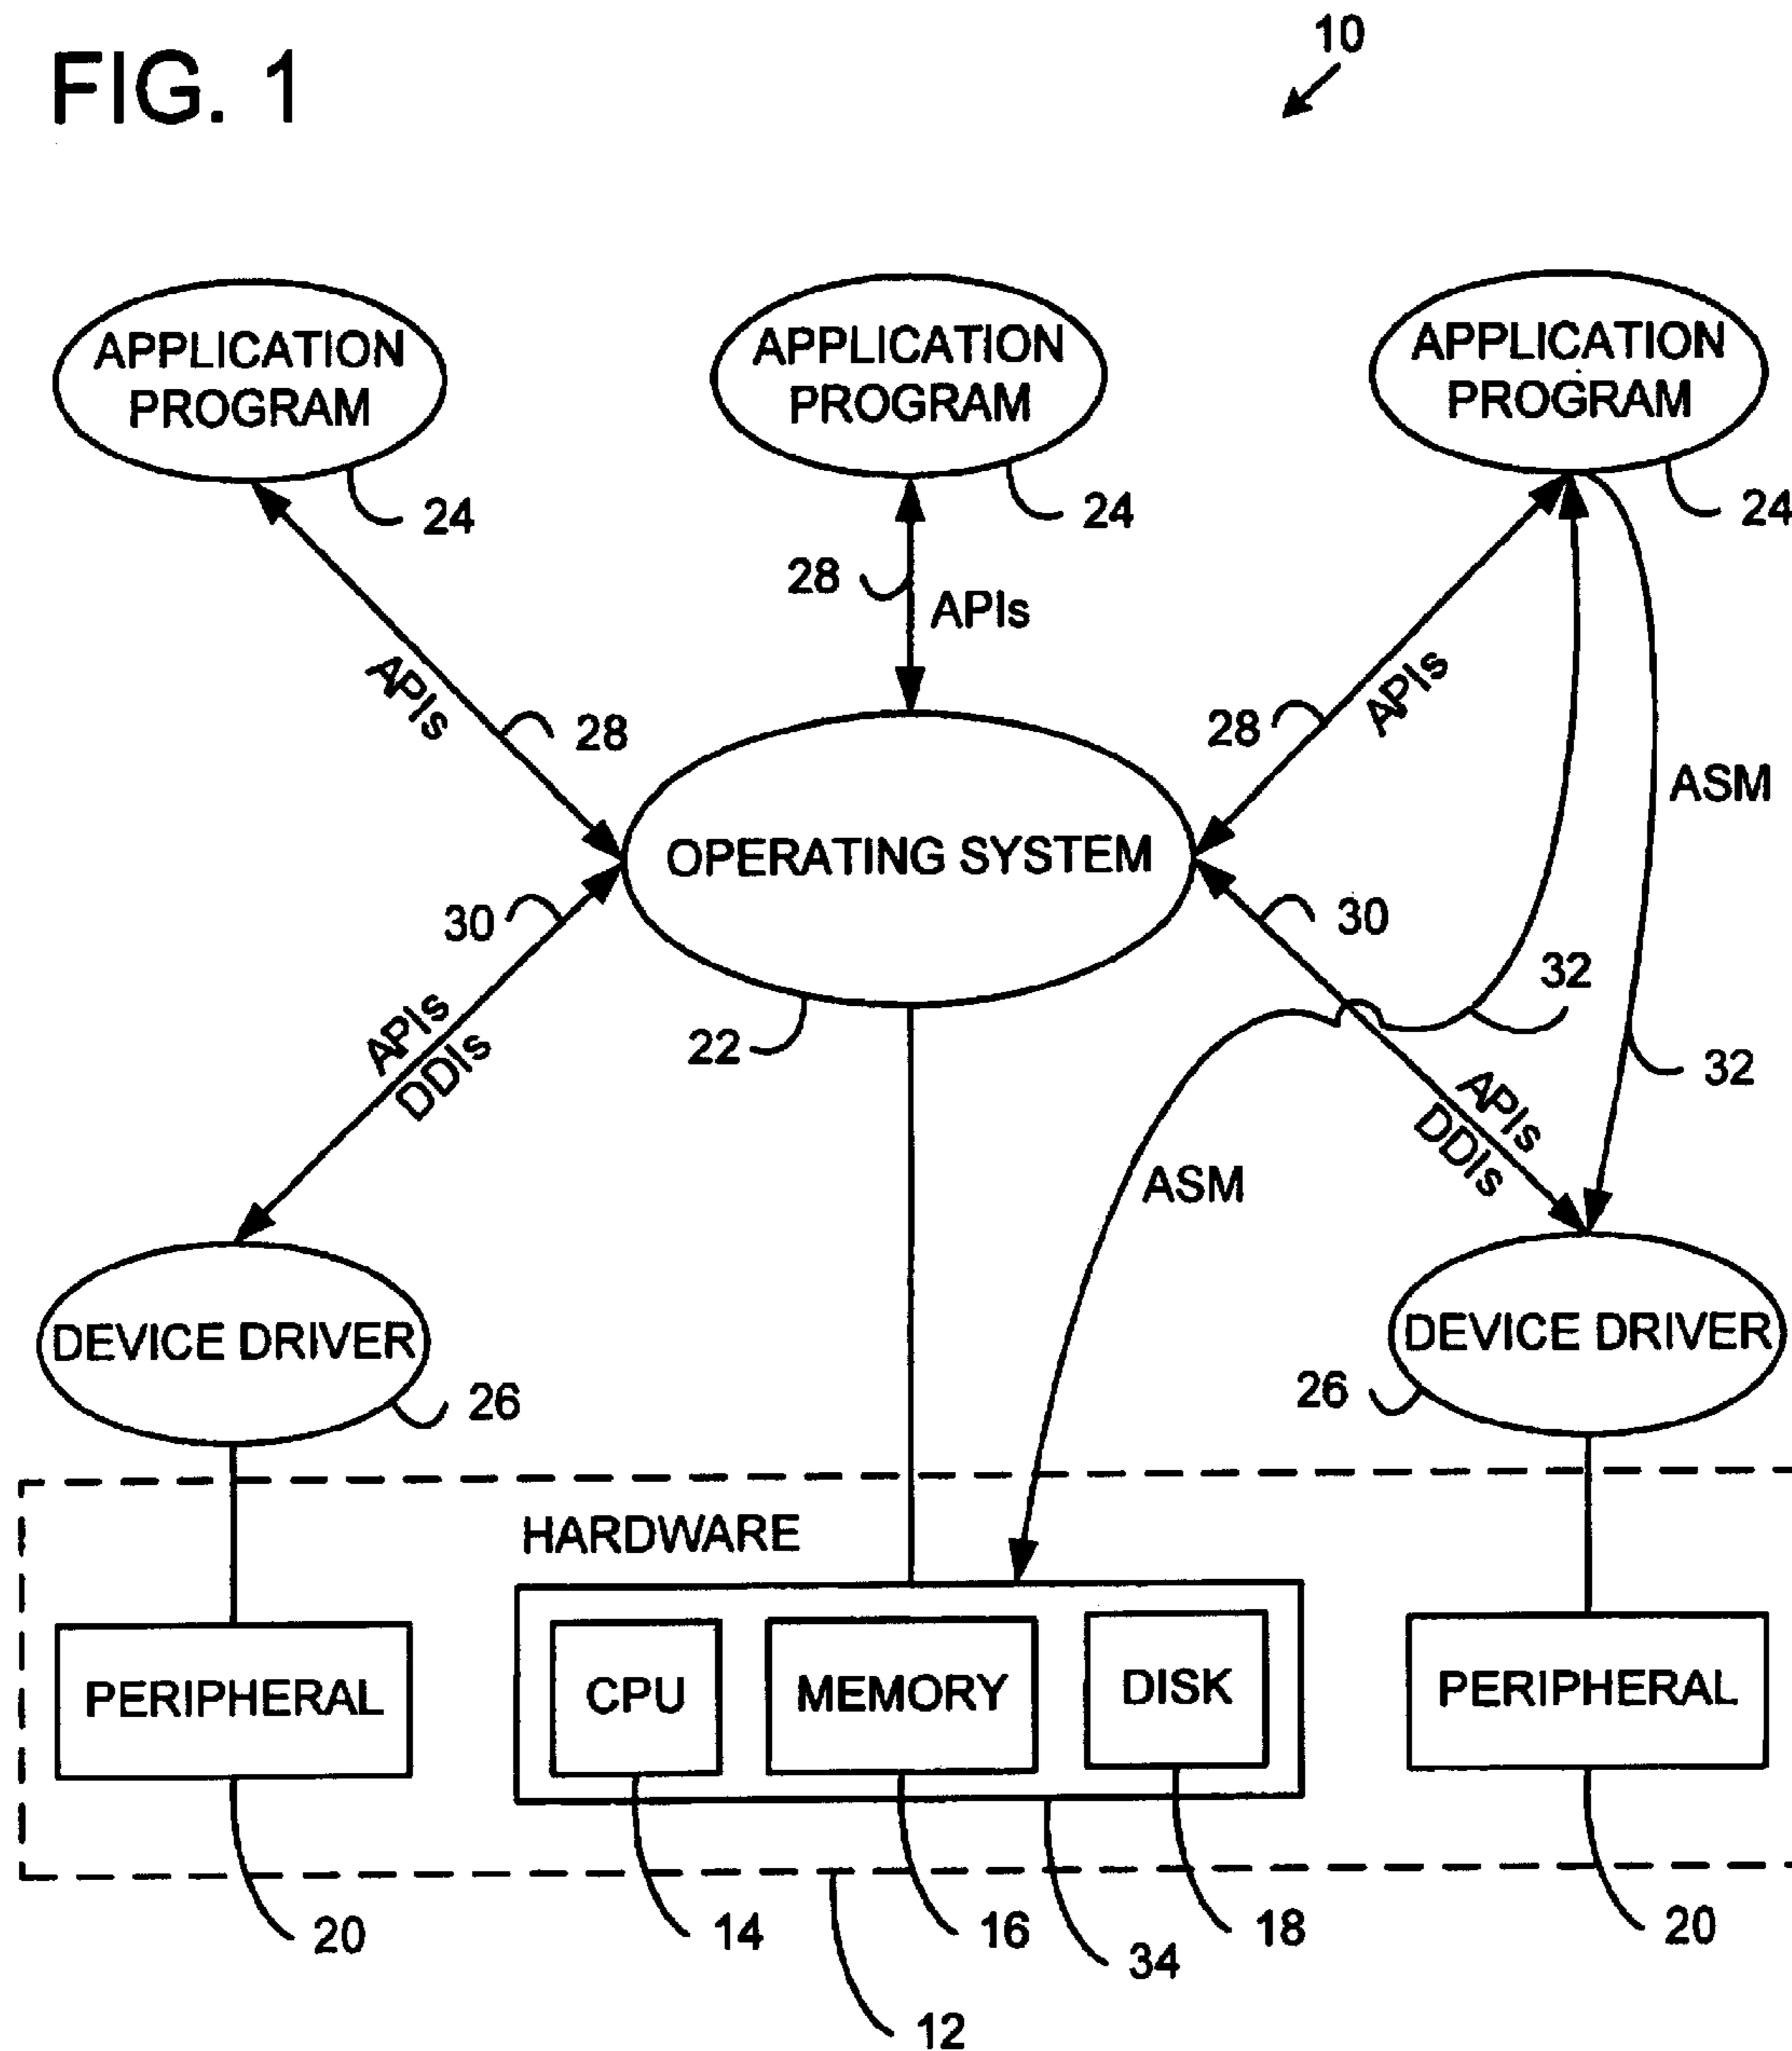 FIG. 1
10
APPLICATION
PROGRAM
24
APPLICATION
PROGRAM
24
APPLICATION
PROGRAM
24
28
APIs
APIs
28
28
APIs
ASM
OPERATING SYSTEM
22
30
APIs
DDIs
30
APIs
DDIs
32
32
ASM
DEVICE DRIVER
26
DEVICE DRIVER
26
HARDWARE
PERIPHERAL
CPU
MEMORY
DISK
PERIPHERAL
20
14
16
34
18
20
12